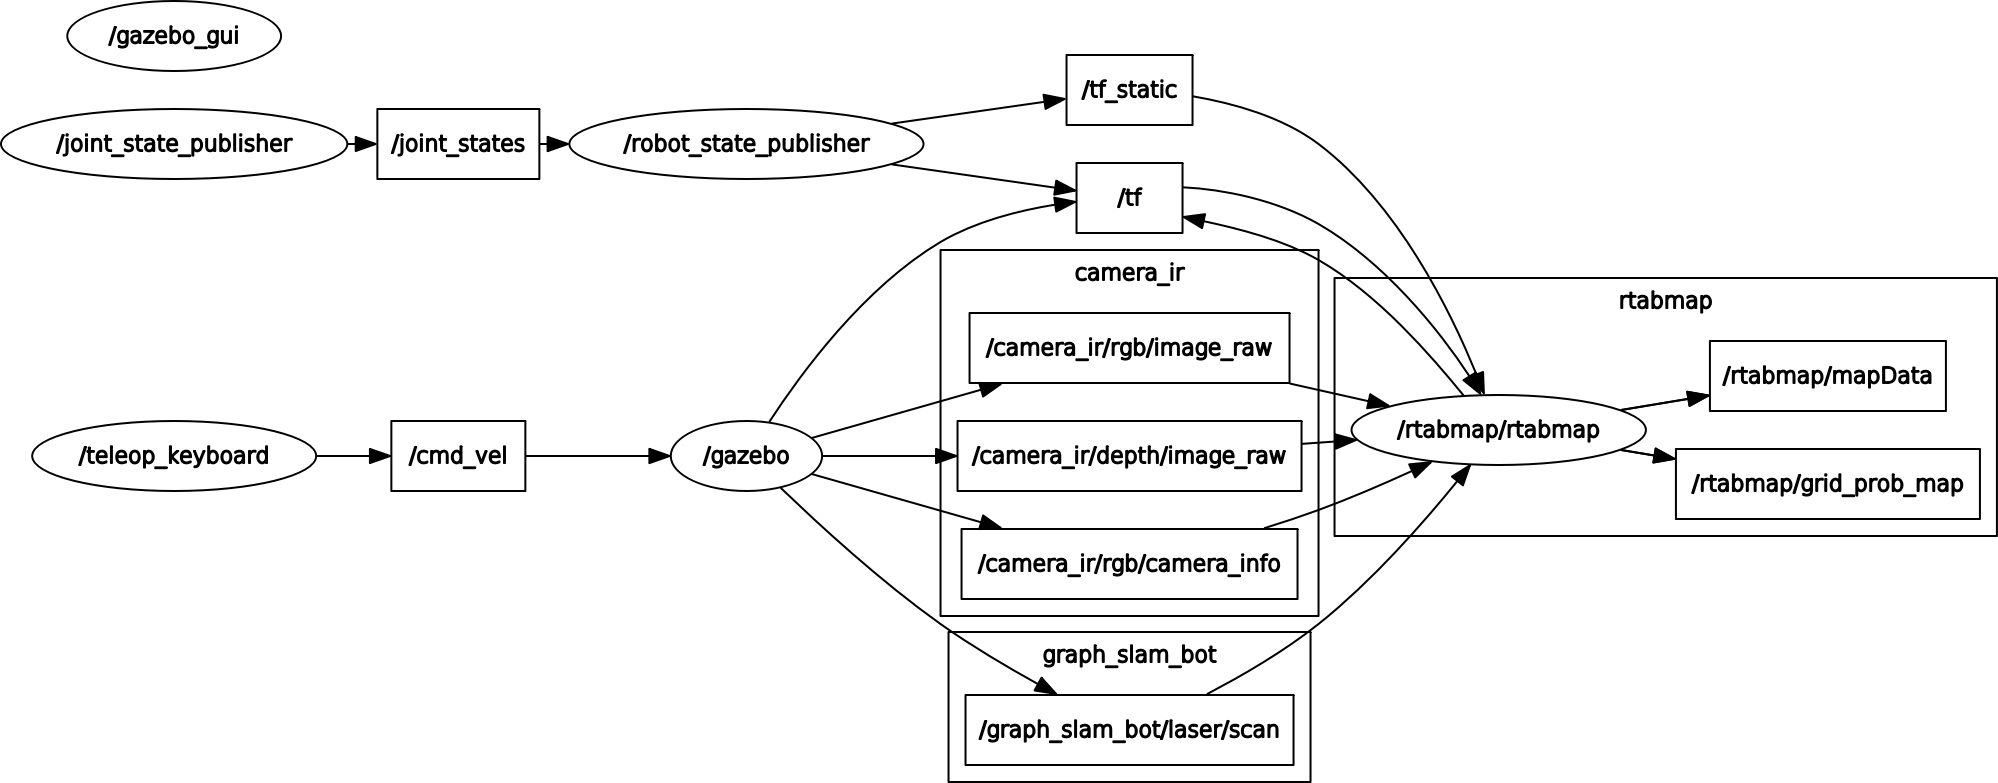 /gazebo_gui
/joint_state_publisher
/joint_states
/robot_state_publisher
/tf_static
/tf
camera_ir
/camera_ir/rgb/image_raw
/camera_ir/depth/image_raw
/camera_ir/rgb/camera_info
/teleop_keyboard
/cmd_vel
/gazebo
graph_slam_bot
/graph_slam_bot/laser/scan
rtabmap
/rtabmap/rtabmap
/rtabmap/mapData
/rtabmap/grid_prob_map